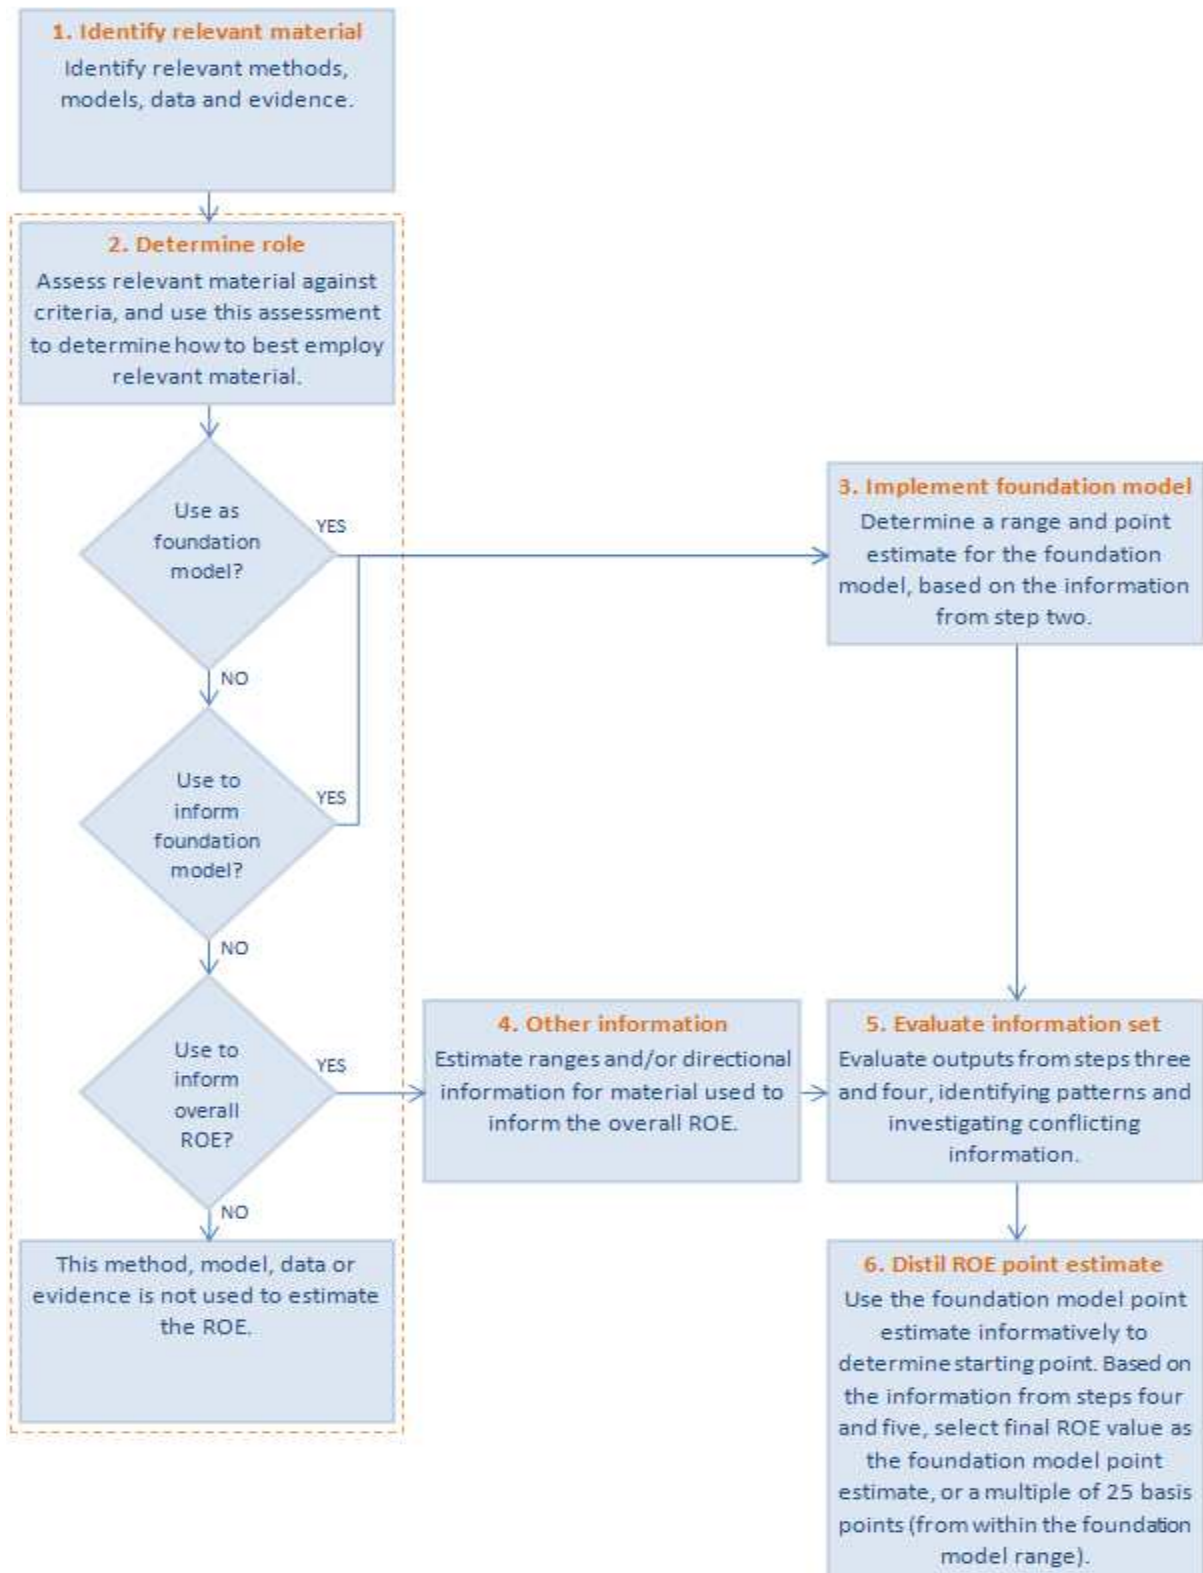 1. Identify relevant material
Identify relevant methods,
models, data and evidence.
2. Determine role
Assess relevant material against
criteria, and use this assessment
to determine how to best employ
relevant material.
Use as
foundation
model?
YES
NO
3. Implement foundation model
Determine a range and point
estimate for the foundation
model, based on the information
from step two.
Use to
inform
foundation
model?
YES
NO
Use to
inform
overall
ROE?
YES
NO
4. Other information
Estimate ranges and/or directional
information for material used to
inform the overall ROE.
5. Evaluate information set
Evaluate outputs from steps three
and four, identifying patterns and
investigating conflicting
information.
This method, model, data or
evidence is not used to estimate
the ROE.
6. Distil ROE point estimate
Use the foundation model point
estimate informatively to
determine starting point. Based on
the information from steps four
and five, select final ROE value as
the foundation model point
estimate, or a multiple of 25 basis
points (from within the foundation
model range).